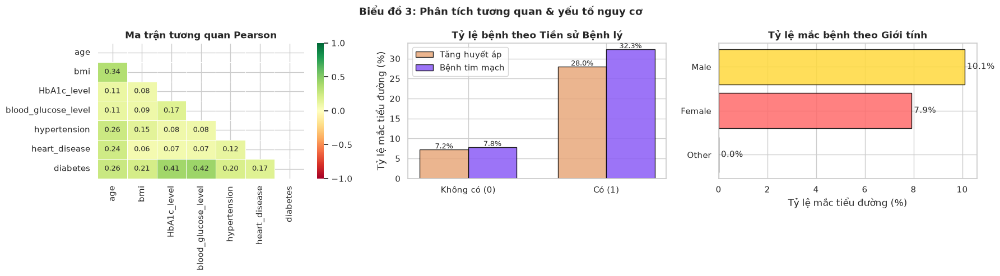 Biểu đồ 3: Phân tích tương quan & yếu tố nguy cơ
Ma trận tương quan Pearson
age
bmi
HbA1c_level
blood_glucose_level
hypertension
heart_disease
diabetes
0.34
0.11 0.08
0.11 0.09 0.17
0.26 0.15 0.08 0.08
0.24 0.06 0.07 0.07 0.12
0.26 0.21 0.41 0.42 0.20 0.17
age
bmi
HbA1c_level
blood_glucose_level
hypertension
heart_disease
diabetes
1.0
0.5
0.0
−0.5
−1.0
Tỷ lệ bệnh theo Tiền sử Bệnh lý
Tăng huyết áp
Bệnh tim mạch
Tỷ lệ mắc tiểu đường (%)
30
25
20
15
10
5
0
7.2%
7.8%
28.0%
32.3%
Không có (0)
Có (1)
Tỷ lệ mắc bệnh theo Giới tính
Male
10.1%
Female
7.9%
Other
0.0%
0 2 4 6 8 10
Tỷ lệ mắc tiểu đường (%)